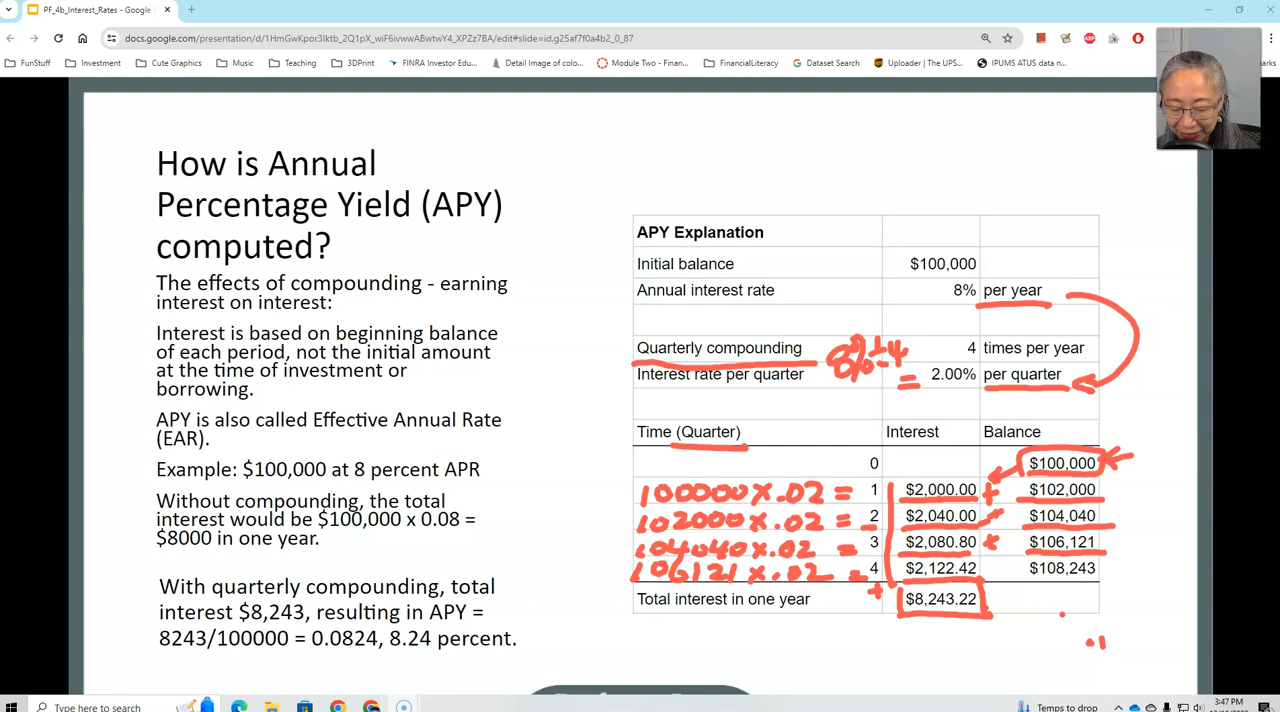 PF_4b_Interest_Rates - Google
docs.google.com/presentation/d/1HmGwKpor3lktb_2Q1pX_wiF6ivwwABwtwY4_XPZz7BA/edit#slide=id.g25af7f0a4b2_0_87
FunStuff Investment Cute Graphics Music Teaching 3DPrint FINRA Investor Edu... Detail Image of colo... Module Two - Finan... FinancialLiteracy Dataset Search Uploader | The UPS... IPUMS ATUS data n...
How is Annual
Percentage Yield (APY)
computed?
The effects of compounding - earning
interest on interest:
Interest is based on beginning balance
of each period, not the initial amount
at the time of investment or
borrowing.
APY is also called Effective Annual Rate
(EAR).
Example: $100,000 at 8 percent APR
Without compounding, the total
interest would be $100,000 x 0.08 =
$8000 in one year.
With quarterly compounding, total
interest $8,243, resulting in APY =
8243/100000 = 0.0824, 8.24 percent.
APY Explanation
Initial balance $100,000
Annual interest rate 8% per year
Quarterly compounding 8%÷4 4 times per year
Interest rate per quarter = 2.00% per quarter
Time (Quarter) Interest Balance
0 $100,000
100000x.02 = 1 $2,000.00 + $102,000
102000x.02 = 2 $2,040.00 $104,040
104040x.02 = 3 $2,080.80 $106,121
106121x.02 = 4 $2,122.42 $108,243
Total interest in one year + $8,243.22
Type here to search
Temps to drop
3:47 PM